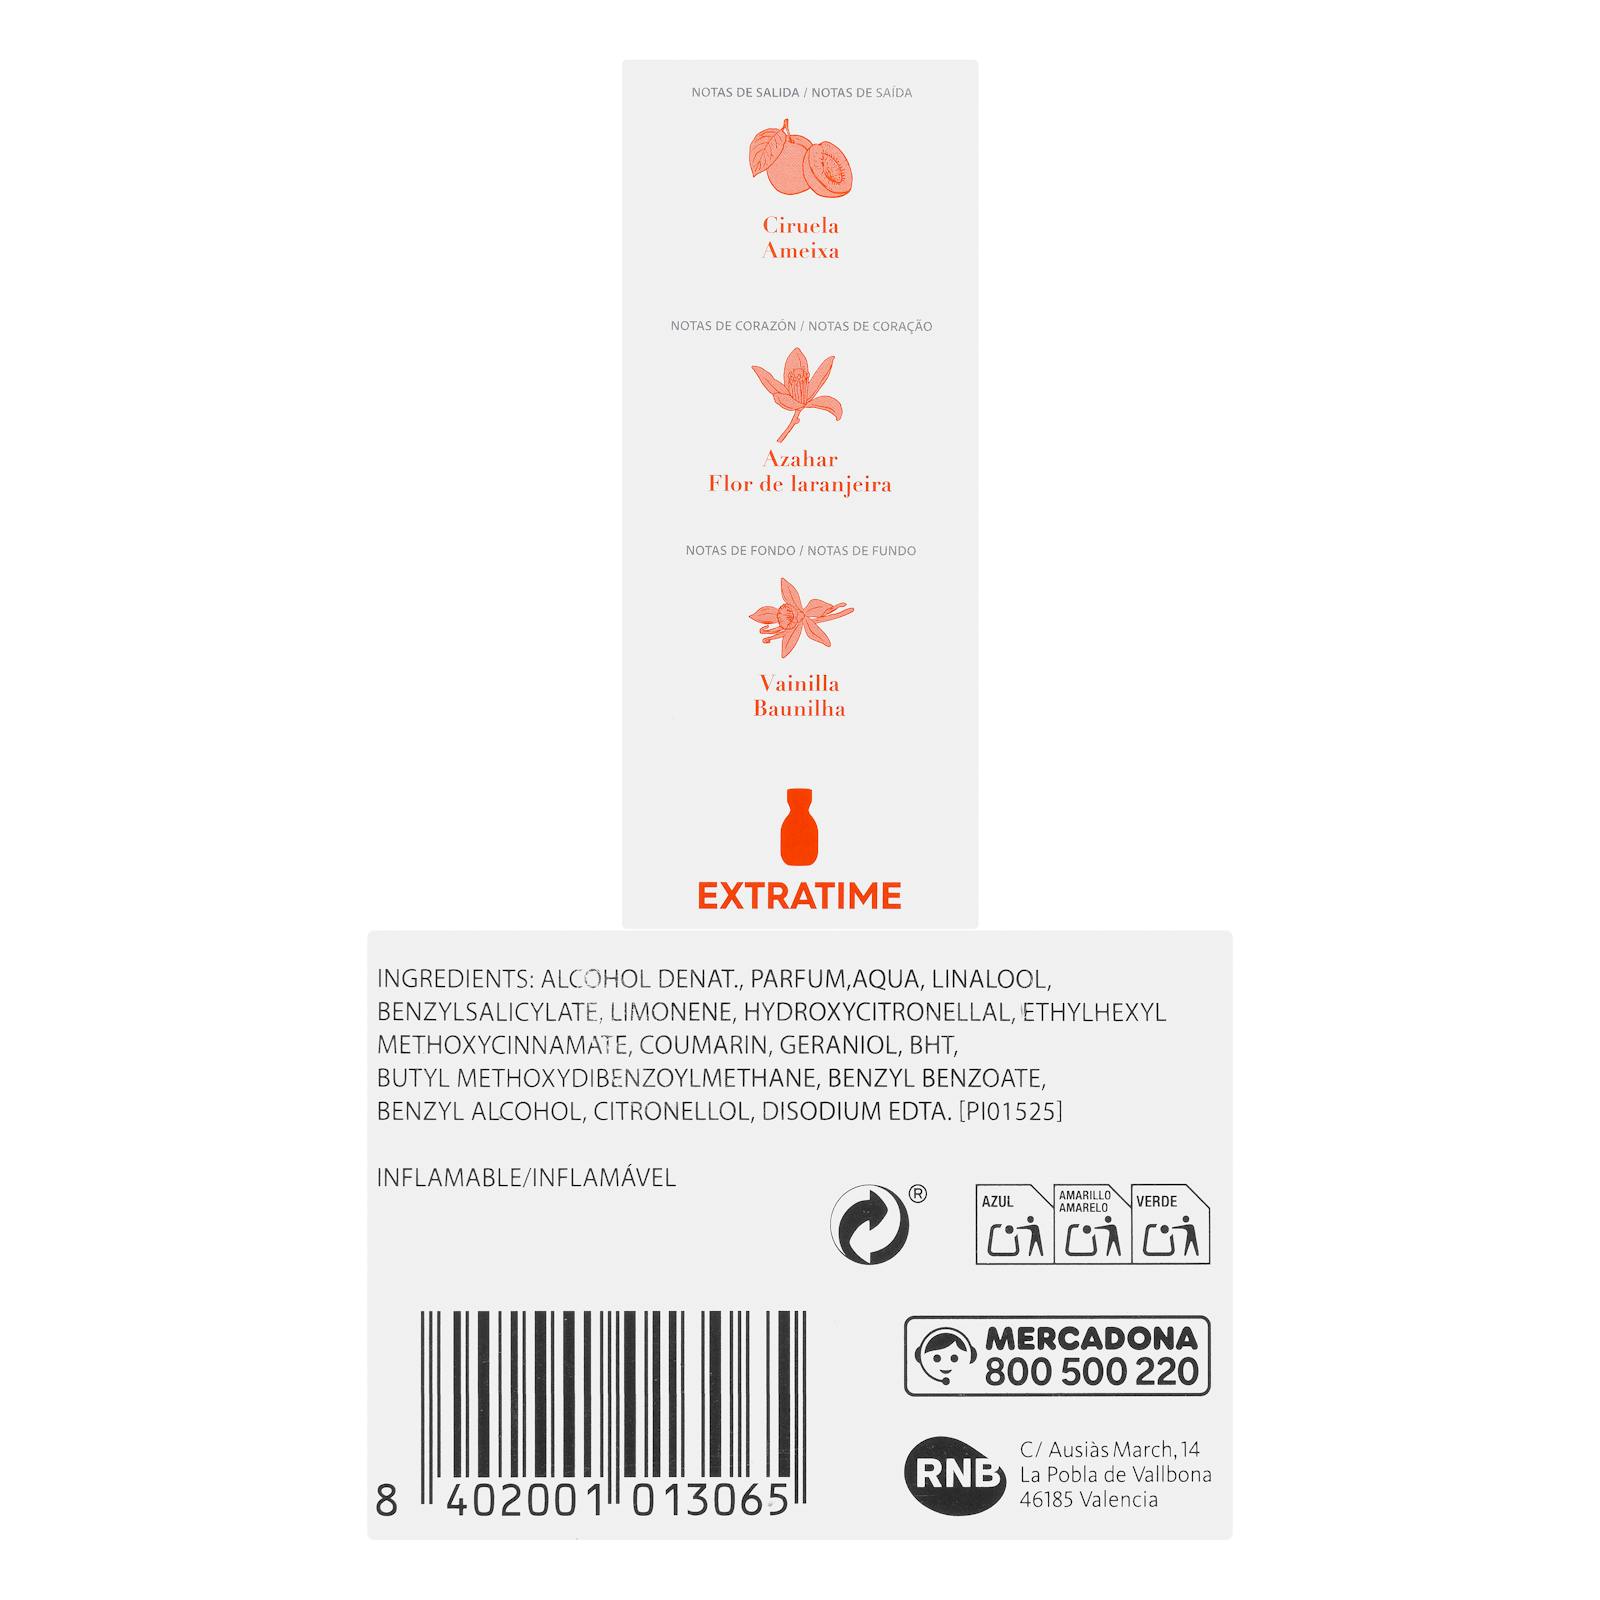 NOTAS DE SALIDA / NOTAS DE SAÍDA
Ciruela
Ameixa
NOTAS DE CORAZÓN / NOTAS DE CORAÇÃO
Azahar
Flor de laranjeira
NOTAS DE FONDO / NOTAS DE FUNDO
Vainilla
Baunilha
EXTRATIME
INGREDIENTS: ALCOHOL DENAT., PARFUM,AQUA, LINALOOL,
BENZYLSALICYLATE, LIMONENE, HYDROXYCITRONELLAL, ETHYLHEXYL
METHOXYCINNAMATE, COUMARIN, GERANIOL, BHT,
BUTYL METHOXYDIBENZOYLMETHANE, BENZYL BENZOATE,
BENZYL ALCOHOL, CITRONELLOL, DISODIUM EDTA. [PI01525]
INFLAMABLE/INFLAMÁVEL
®
AZUL
AMARILLO
AMARELO
VERDE
MERCADONA
800 500 220
RNB
C/ Ausiàs March, 14
La Pobla de Vallbona
46185 Valencia
8 402001 013065